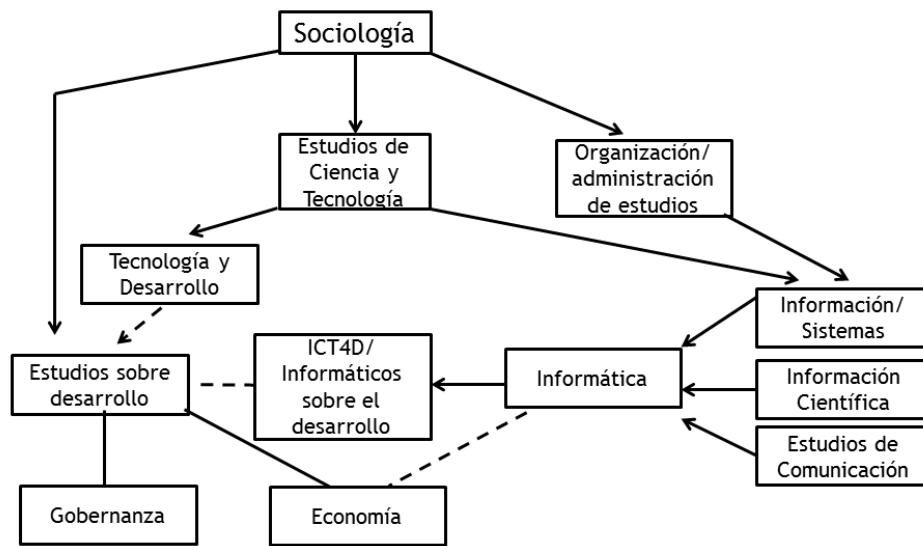 Sociología
Estudios de
Ciencia y
Tecnología
Organización/
administración
de estudios
Tecnología y
Desarrollo
Información/
Sistemas
ICT4D/
Informáticos
sobre el
desarrollo
Estudios sobre
desarrollo
Informática
Información
Científica
Estudios de
Comunicación
Gobernanza
Economía